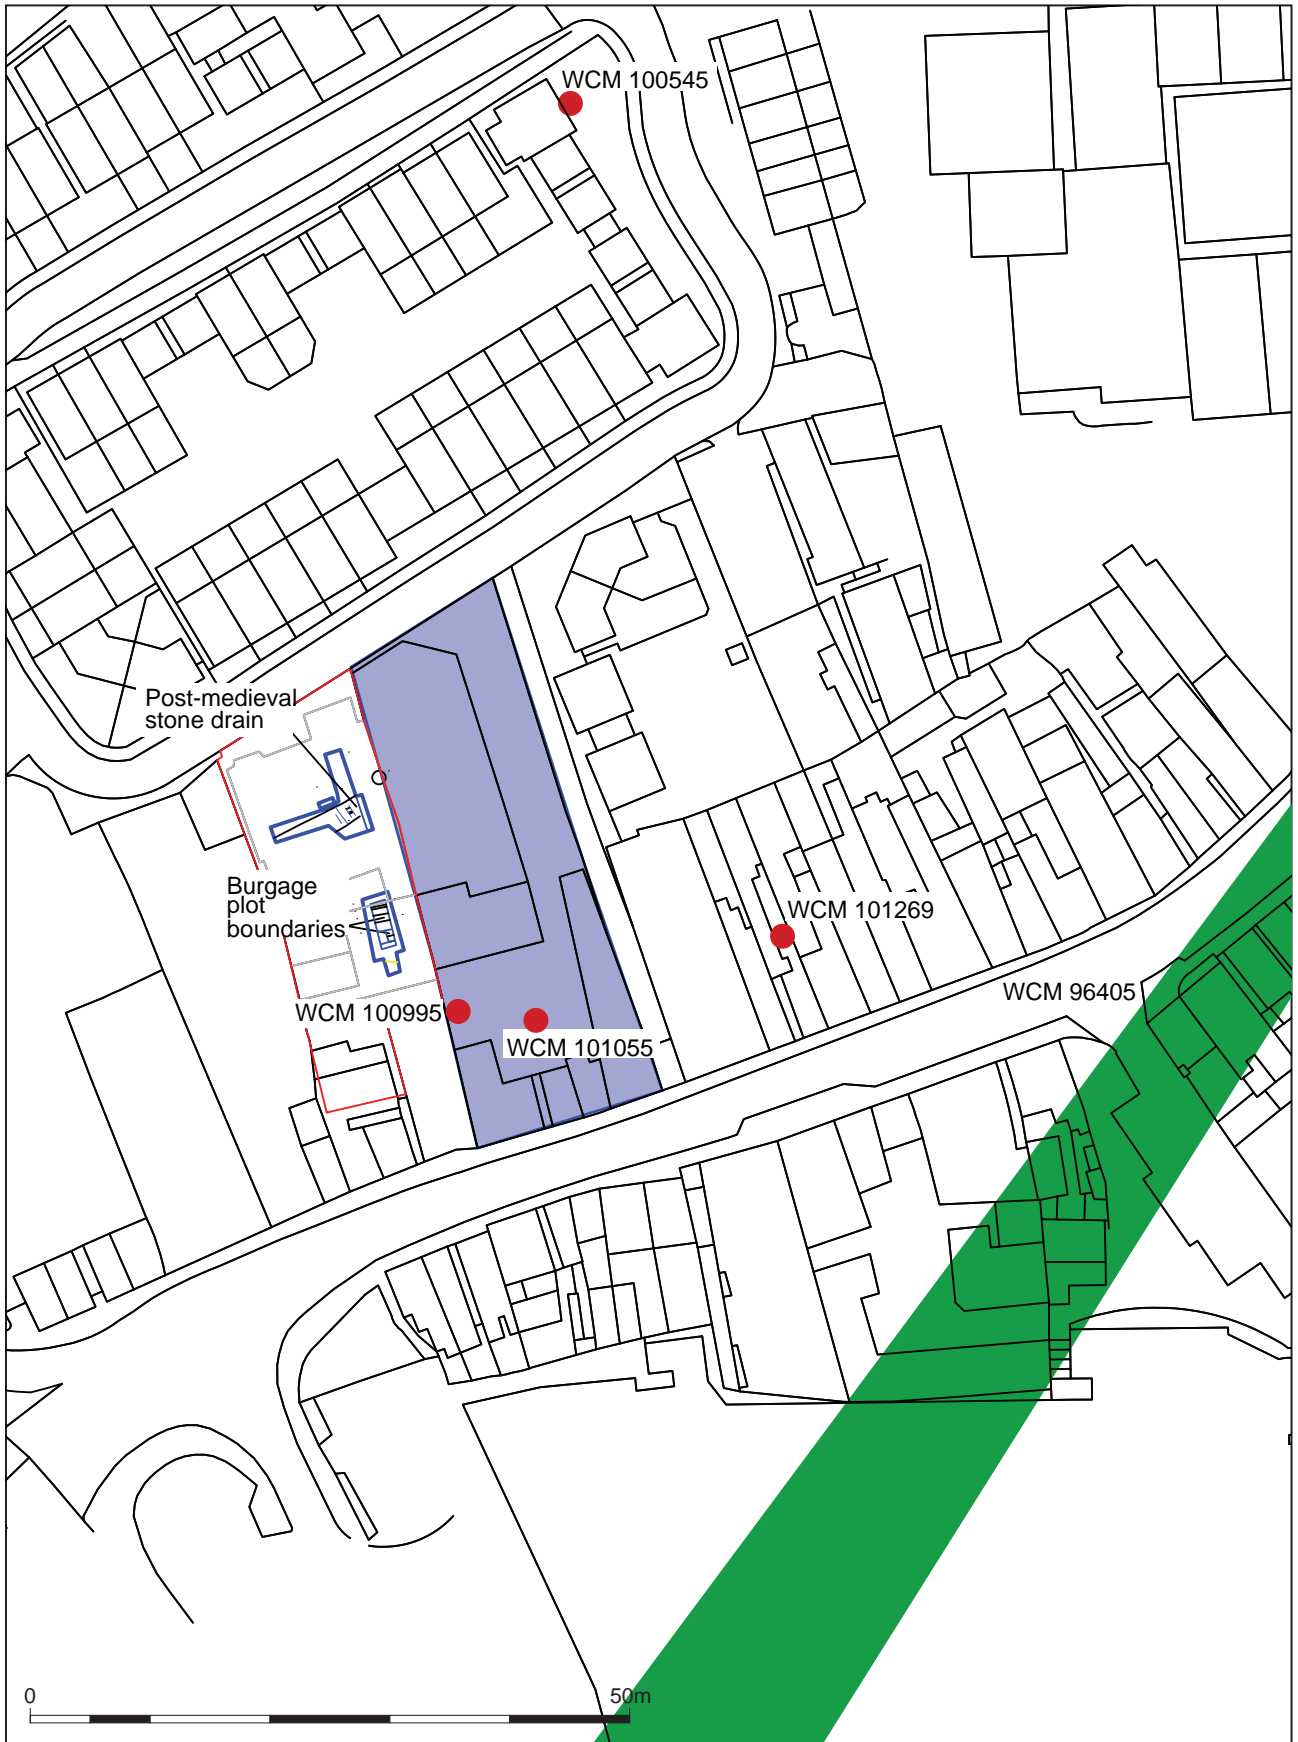 WCM 100545
Post-medieval
stone drain
Burgage
plot
boundaries
WCM 101269
WCM 96405
WCM 100995
WCM 101055
0
50m